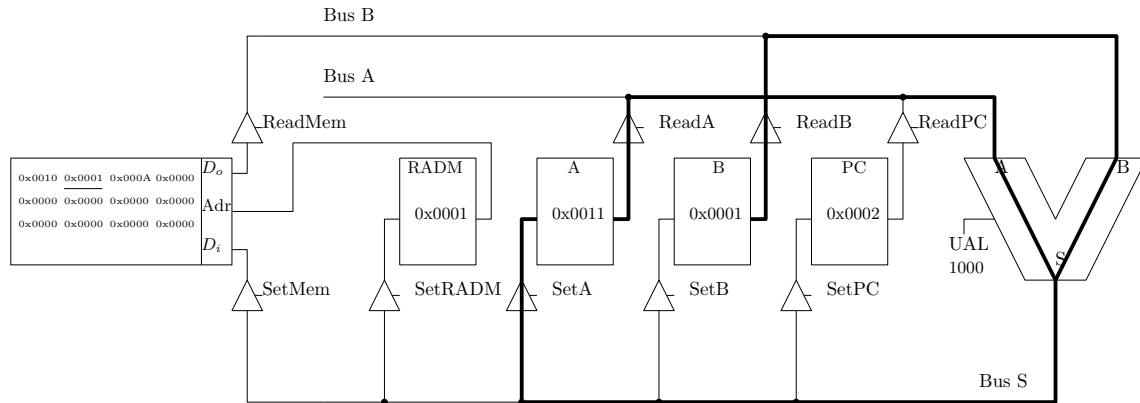 Bus B
Bus A
ReadMem
ReadA
ReadB
ReadPC
0x0010 0x0001 0x000A 0x0000
0x0000 0x0000 0x0000 0x0000
0x0000 0x0000 0x0000 0x0000
Do
Adr
Di
RADM
0x0001
A
0x0011
B
0x0001
PC
0x0002
A
B
S
UAL
1000
SetMem
SetRADM
SetA
SetB
SetPC
Bus S